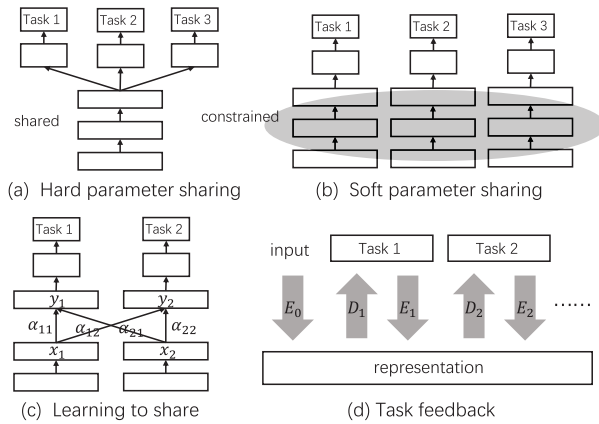 Task 1 Task 2 Task 3
shared
(a) Hard parameter sharing
Task 1 Task 2 Task 3
constrained
(b) Soft parameter sharing
Task 1 Task 2
y₁ y₂
α₁₁ α₁₂ α₂₁ α₂₂
x₁ x₂
(c) Learning to share
input Task 1 Task 2
E₀ D₁ E₁ D₂ E₂ ······
representation
(d) Task feedback